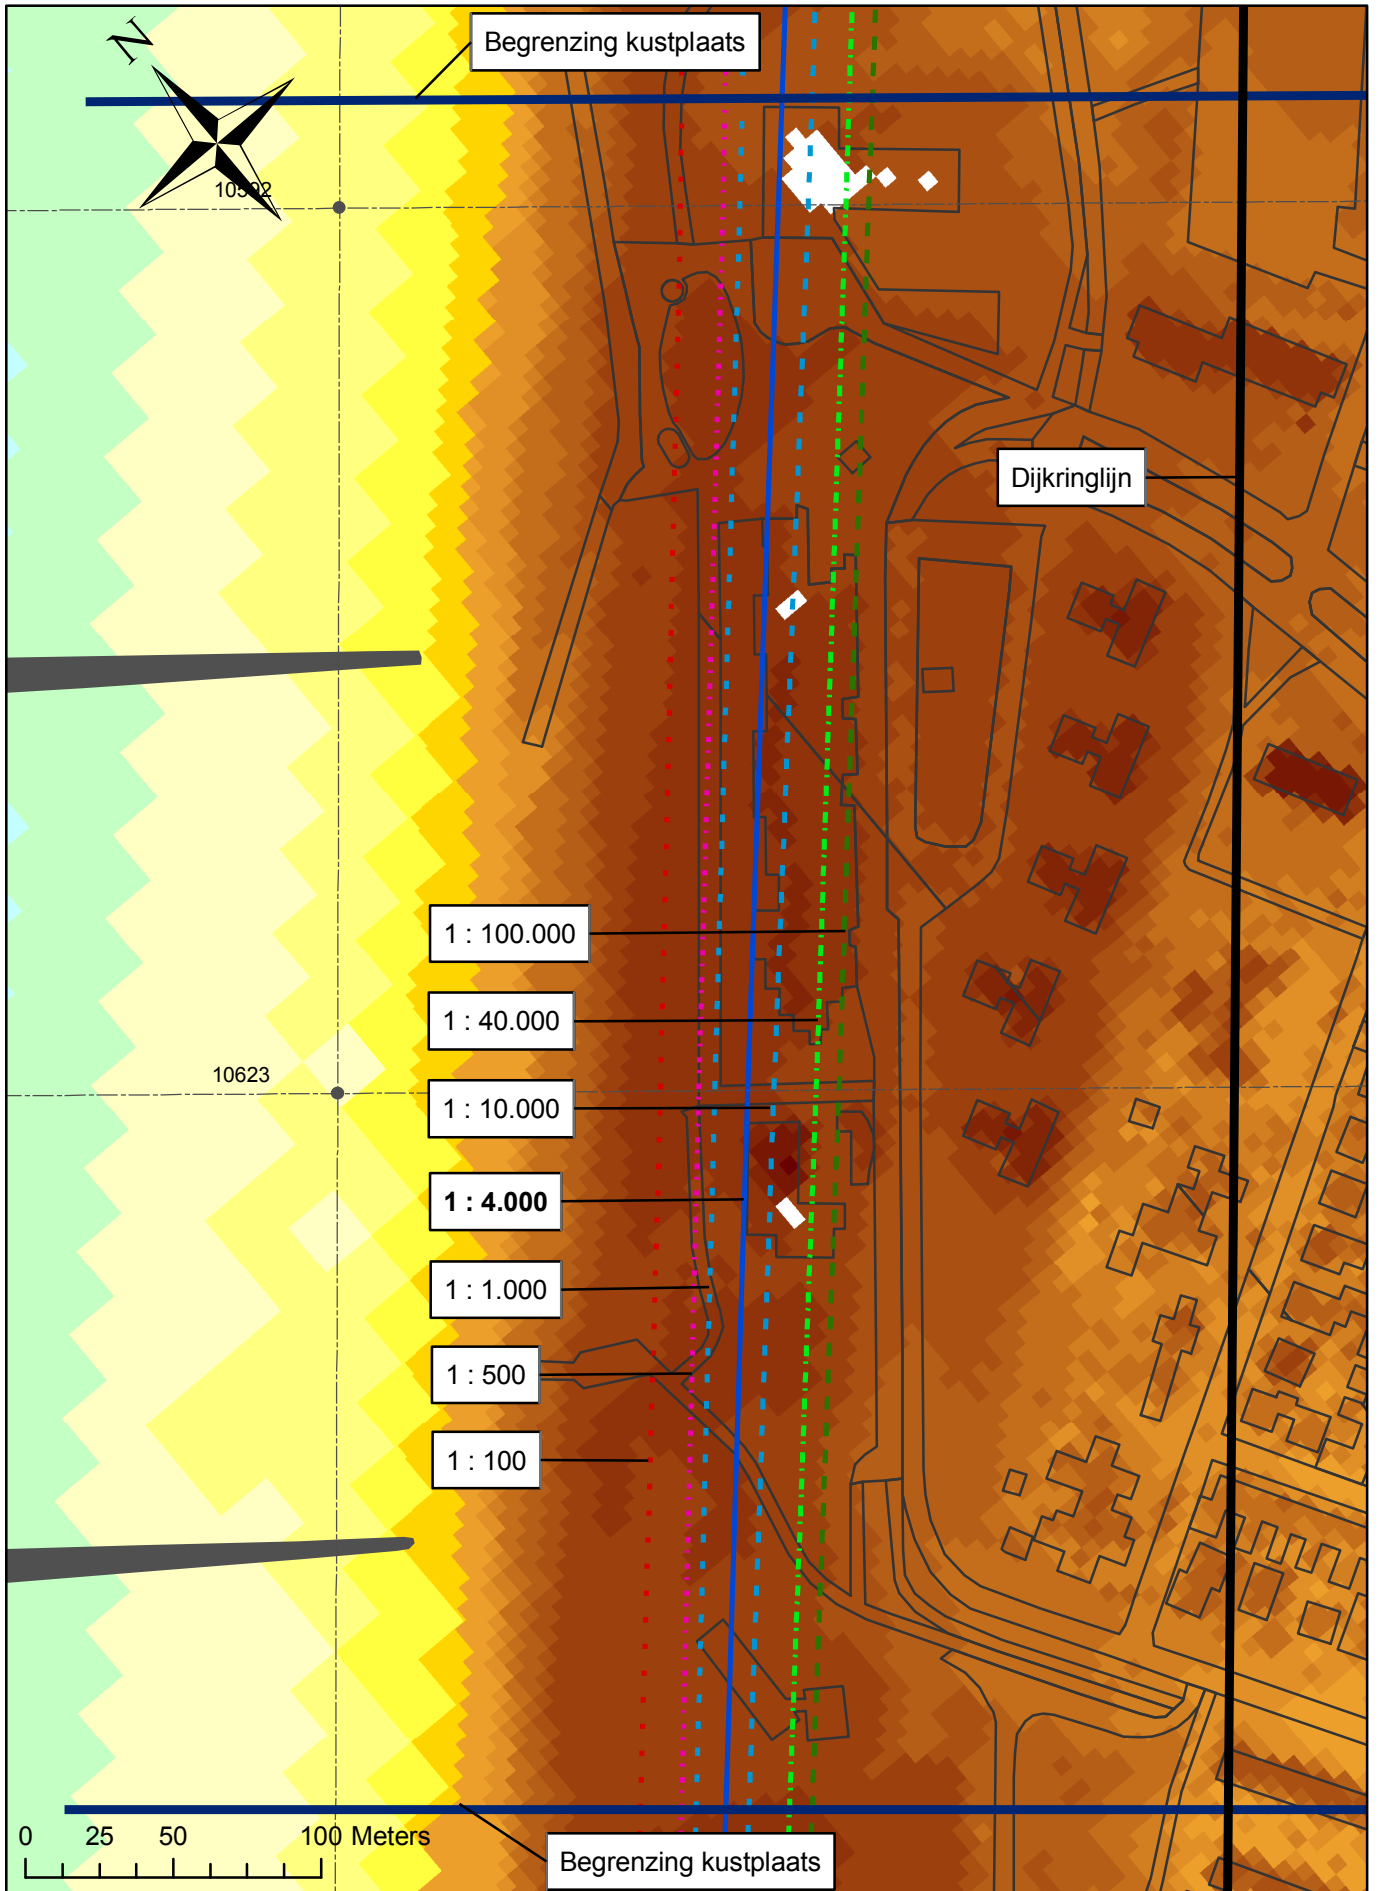 Begrenzing kustplaats
N
10592
Dijkringlijn
1 : 100.000
1 : 40.000
10623
1 : 10.000
1 : 4.000
1 : 1.000
1 : 500
1 : 100
0 25 50 100 Meters
Begrenzing kustplaats